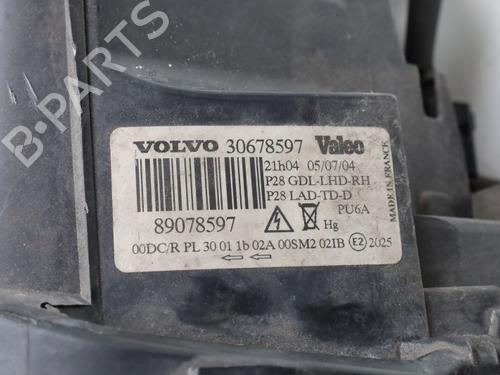 B-PARTS
VOLVO 30678597 Valeo
21h04 05/07/04
P28 GDL-LHD-RH
P28 LAD-TD-D
PU6A
89078597
Hg
00DC/R PL 30 01 1b 02A 00SM2 02IB E2 2025
MADE IN FRANCE